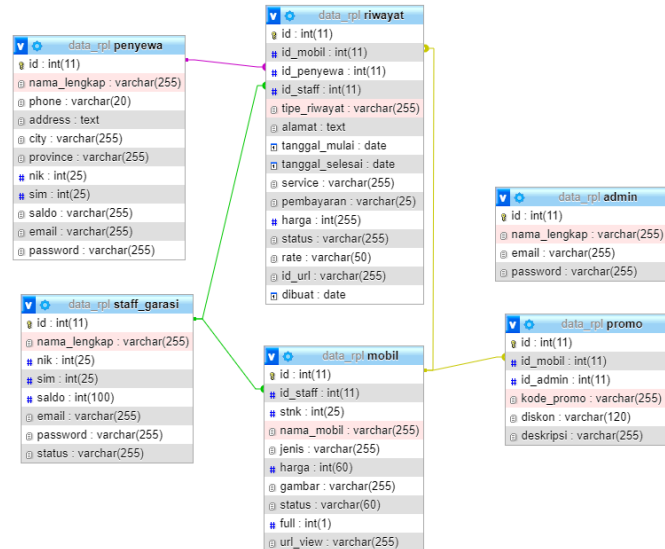 data_rpl penyewa
id : int(11)
nama_lengkap : varchar(255)
phone : varchar(20)
address : text
city : varchar(255)
province : varchar(255)
nik : int(25)
sim : int(25)
saldo : varchar(255)
email : varchar(255)
password : varchar(255)
data_rpl riwayat
id : int(11)
id_mobil : int(11)
id_penyewa : int(11)
id_staff : int(11)
tipe_riwayat : varchar(255)
alamat : text
tanggal_mulai : date
tanggal_selesai : date
service : varchar(255)
pembayaran : varchar(25)
harga : int(255)
status : varchar(255)
rate : varchar(50)
id_url : varchar(255)
dibuat : date
data_rpl admin
id : int(11)
nama_lengkap : varchar(255)
email : varchar(255)
password : varchar(255)
data_rpl staff_garasi
id : int(11)
nama_lengkap : varchar(255)
nik : int(25)
sim : int(25)
saldo : int(100)
email : varchar(255)
password : varchar(255)
status : varchar(255)
data_rpl mobil
id : int(11)
id_staff : int(11)
stnk : int(25)
nama_mobil : varchar(255)
jenis : varchar(255)
harga : int(60)
gambar : varchar(255)
status : varchar(60)
full : int(1)
url_view : varchar(255)
data_rpl promo
id : int(11)
id_mobil : int(11)
id_admin : int(11)
kode_promo : varchar(255)
diskon : varchar(120)
deskripsi : varchar(255)